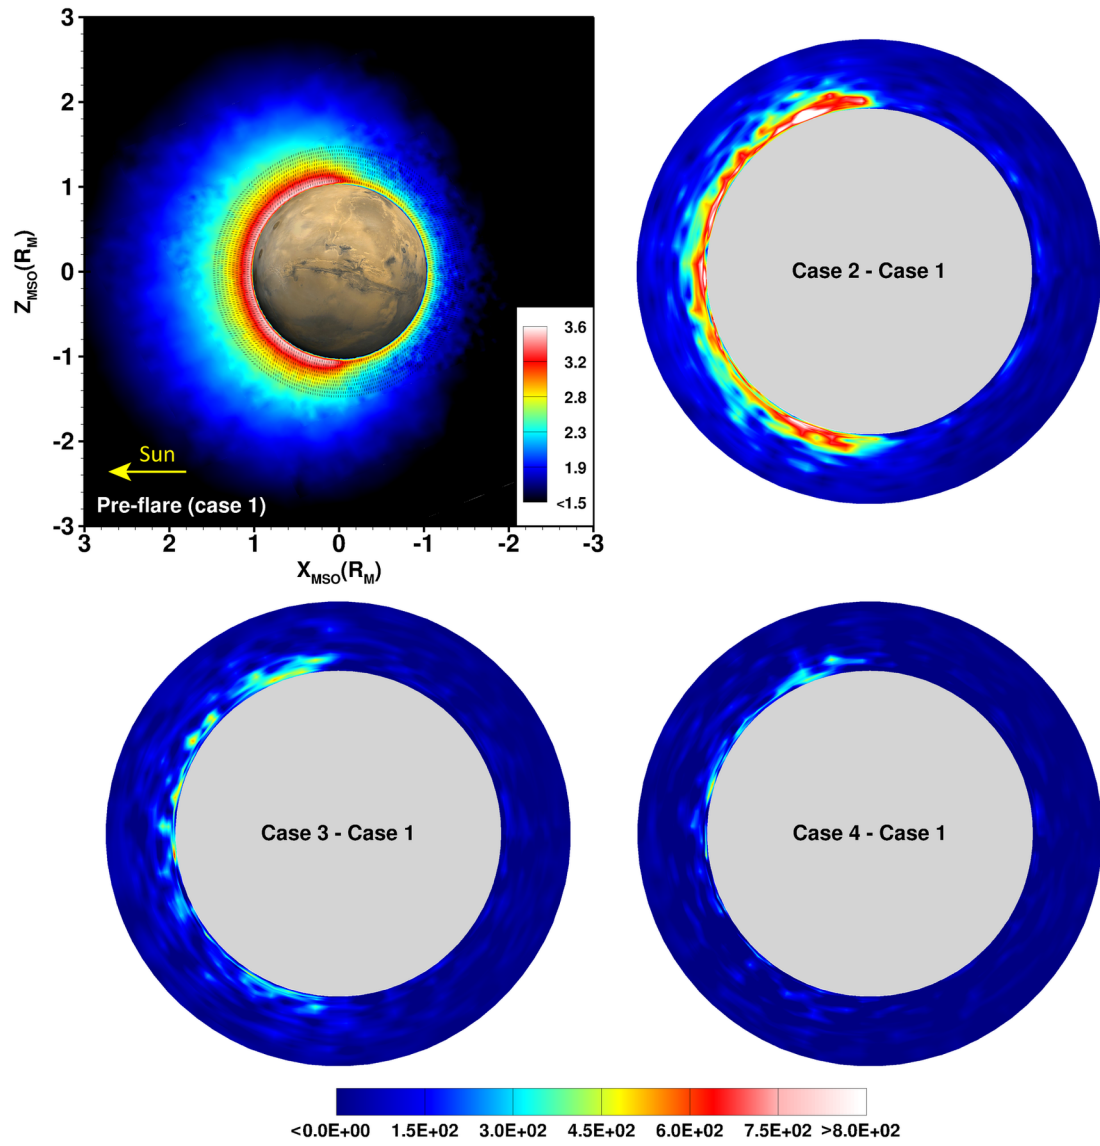 3
2
1
0
-1
-2
-3
Z_MSO(R_M)
3 2 1 0 -1 -2 -3
X_MSO(R_M)
Sun
Pre-flare (case 1)
3.6
3.2
2.8
2.3
1.9
<1.5
Case 2 - Case 1
Case 3 - Case 1
Case 4 - Case 1
<0.0E+00 1.5E+02 3.0E+02 4.5E+02 6.0E+02 7.5E+02 >8.0E+02